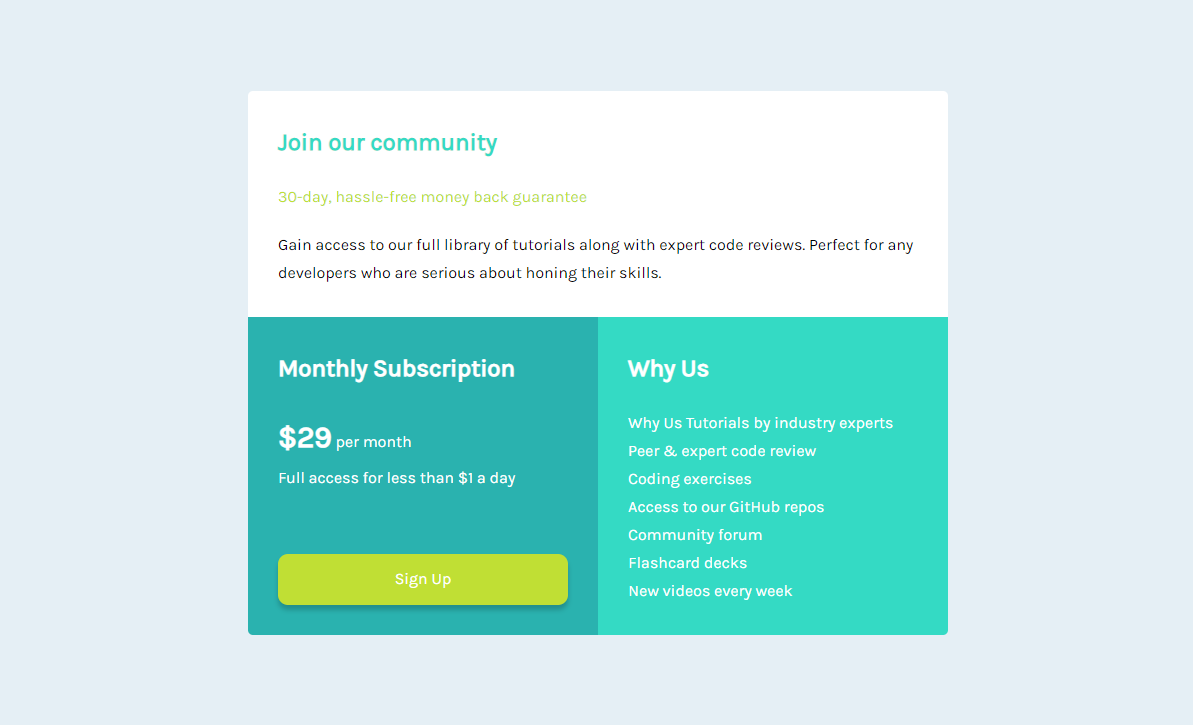 Join our community
30-day, hassle-free money back guarantee
Gain access to our full library of tutorials along with expert code reviews. Perfect for any
developers who are serious about honing their skills.
Monthly Subscription
$29 per month
Full access for less than $1 a day
Sign Up
Why Us
Why Us Tutorials by industry experts
Peer & expert code review
Coding exercises
Access to our GitHub repos
Community forum
Flashcard decks
New videos every week